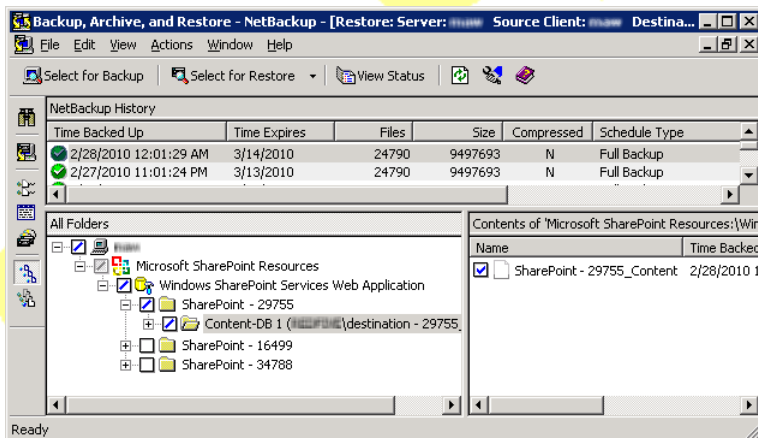 Backup, Archive, and Restore - NetBackup - [Restore: Server: Source Client: Destina...
File Edit View Actions Window Help
Select for Backup Select for Restore View Status
NetBackup History
Time Backed Up Time Expires Files Size Compressed Schedule Type
2/28/2010 12:01:29 AM 3/14/2010 24790 9497693 N Full Backup
2/27/2010 11:01:24 PM 3/13/2010 24790 9497693 N Full Backup
All Folders
Contents of 'Microsoft SharePoint Resources:\Win
Name Time Backed
Microsoft SharePoint Resources
SharePoint - 29755_Content 2/28/2010 1
Windows SharePoint Services Web Application
SharePoint - 29755
Content-DB 1 ( \destination - 29755_
SharePoint - 16499
SharePoint - 34788
Ready